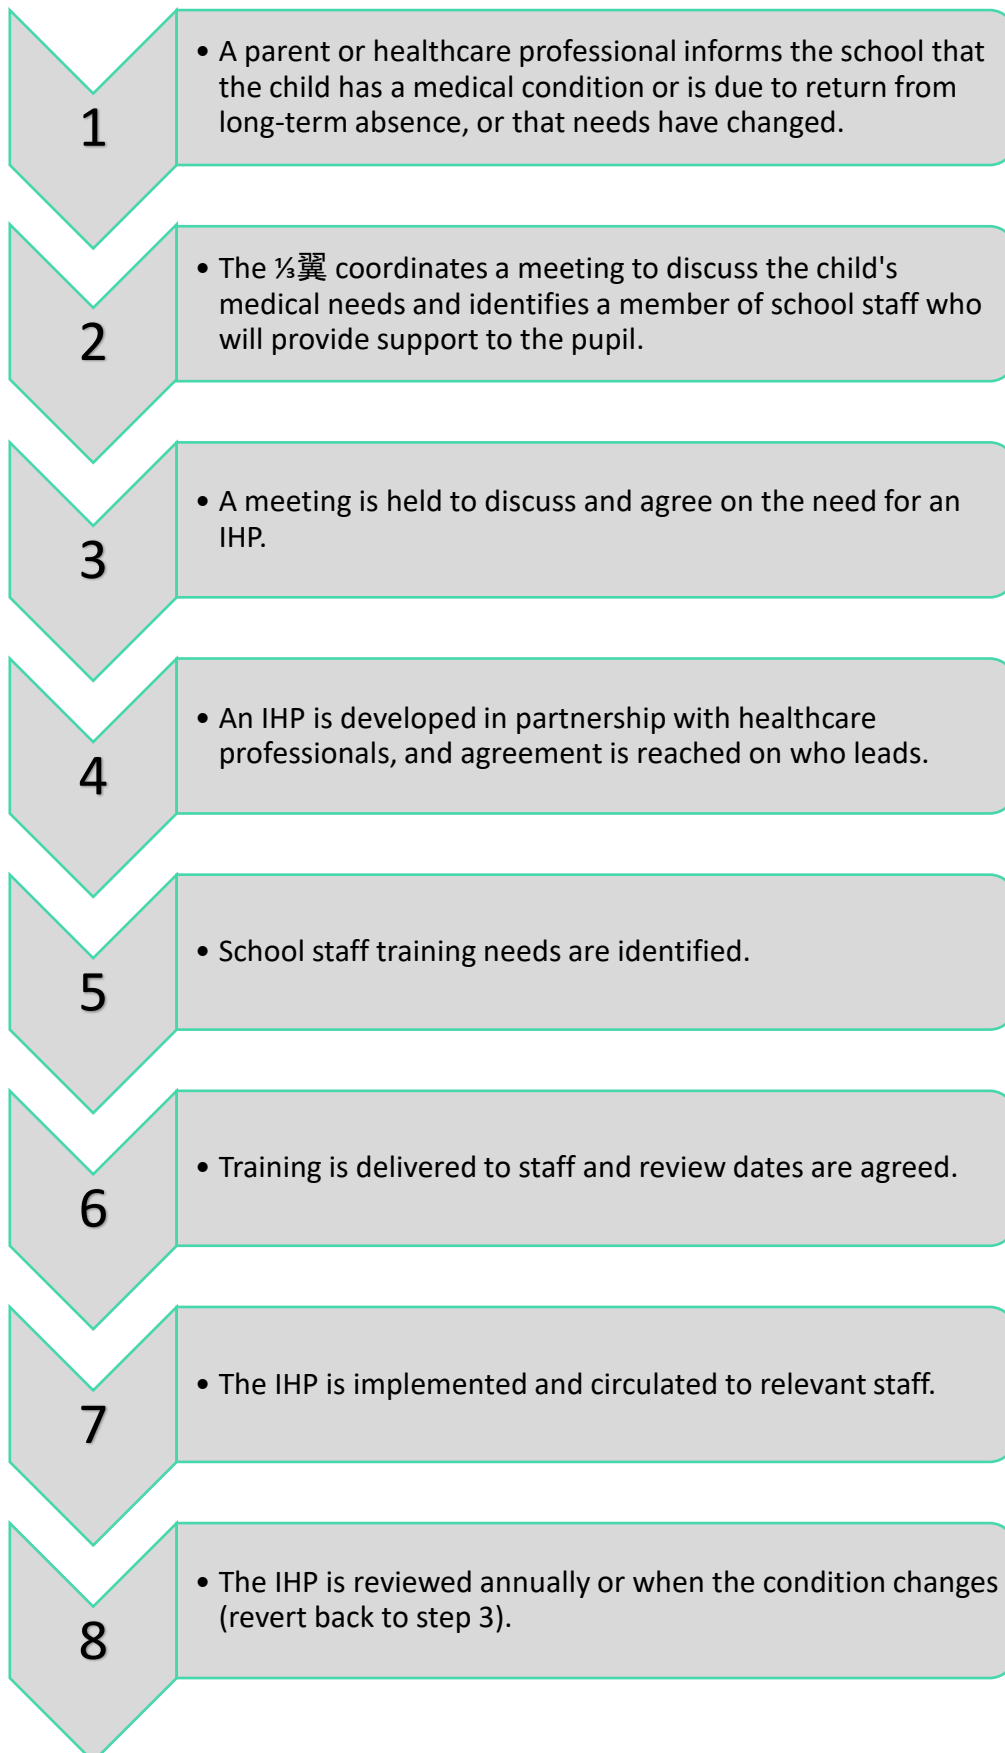 1
• A parent or healthcare professional informs the school that
the child has a medical condition or is due to return from
long-term absence, or that needs have changed.
2
• The ⅓翼 coordinates a meeting to discuss the child's
medical needs and identifies a member of school staff who
will provide support to the pupil.
3
• A meeting is held to discuss and agree on the need for an
IHP.
4
• An IHP is developed in partnership with healthcare
professionals, and agreement is reached on who leads.
5
• School staff training needs are identified.
6
• Training is delivered to staff and review dates are agreed.
7
• The IHP is implemented and circulated to relevant staff.
8
• The IHP is reviewed annually or when the condition changes
(revert back to step 3).